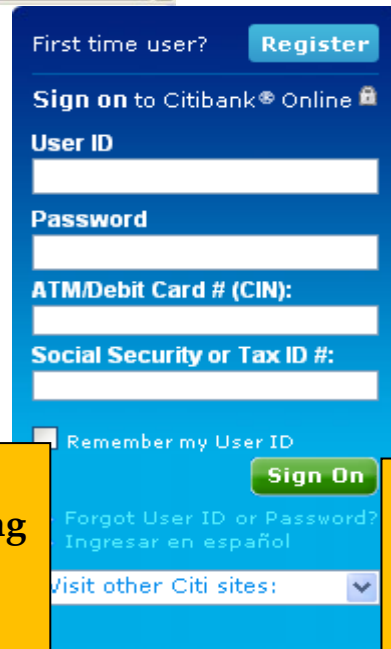 First time user? Register
Sign on to Citibank® Online
User ID
Password
ATM/Debit Card # (CIN):
Social Security or Tax ID #:
Remember my User ID
Sign On
Forgot User ID or Password?
Ingresar en español
Visit other Citi sites: